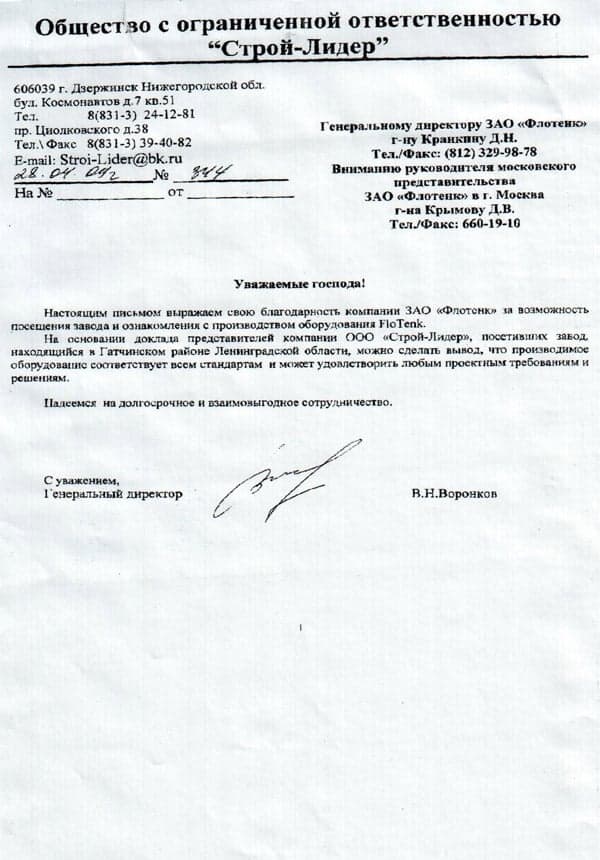 Общество с ограниченной ответственностью
“Строй-Лидер”
606039 г. Дзержинск Нижегородской обл.
бул. Космонавтов д.7 кв.51
Тел. 8(831-3) 24-12-81
пр. Циолковского д.38
Тел.\ Факс 8(831-3) 39-40-82
E-mail: Stroi-Lider@bk.ru
28.04 09г № 344
На № ____________ от ____________
Генеральному директору ЗАО «Флотенк»
г-ну Кранкину Д.Н.
Тел./Факс: (812) 329-98-78
Вниманию руководителя московского
представительства
ЗАО «Флотенк» в г. Москва
г-на Крымову Д.В.
Тел./Факс: 660-19-10
Уважаемые господа!
Настоящим письмом выражаем свою благодарность компании ЗАО «Флотенк» за возможность
посещения завода и ознакомления с производством оборудования FloTenk.
На основании доклада представителей компании ООО «Строй-Лидер», посетивших завод,
находящийся в Гатчинском районе Ленинградской области, можно сделать вывод, что производимое
оборудование соответствует всем стандартам и может удовлетворить любым проектным требованиям и
решениям.
Надеемся на долгосрочное и взаимовыгодное сотрудничество.
С уважением,
Генеральный директор В.Н.Воронков